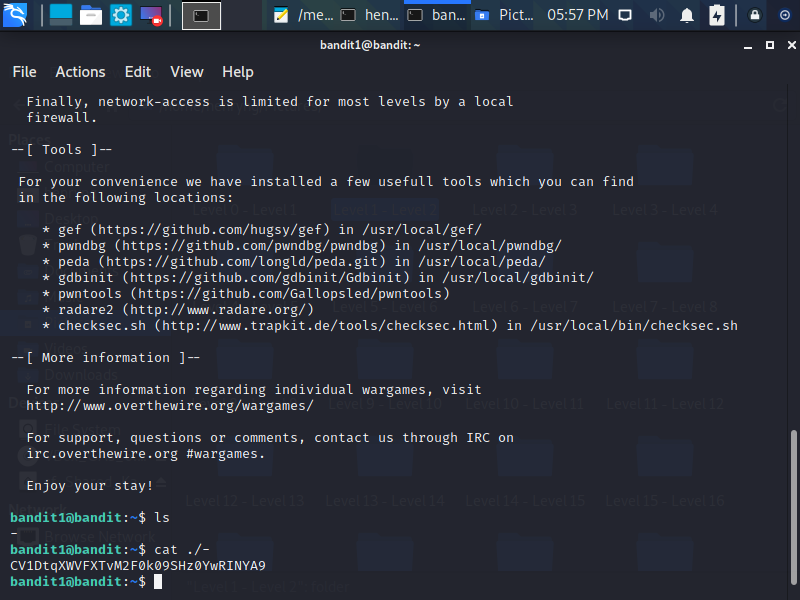 /me... hen... ban... Pict... 05:57 PM
bandit1@bandit: ~
File Actions Edit View Help
Finally, network-access is limited for most levels by a local
firewall.
--[ Tools ]--
For your convenience we have installed a few usefull tools which you can find
in the following locations:
* gef (https://github.com/hugsy/gef) in /usr/local/gef/
* pwndbg (https://github.com/pwndbg/pwndbg) in /usr/local/pwndbg/
* peda (https://github.com/longld/peda.git) in /usr/local/peda/
* gdbinit (https://github.com/gdbinit/Gdbinit) in /usr/local/gdbinit/
* pwntools (https://github.com/Gallopsled/pwntools)
* radare2 (http://www.radare.org/)
* checksec.sh (http://www.trapkit.de/tools/checksec.html) in /usr/local/bin/checksec.sh
--[ More information ]--
For more information regarding individual wargames, visit
http://www.overthewire.org/wargames/
For support, questions or comments, contact us through IRC on
irc.overthewire.org #wargames.
Enjoy your stay!
bandit1@bandit:~$ ls
-
bandit1@bandit:~$ cat ./-
CV1DtqXWVFXTvM2F0k09SHz0YwRINYA9
bandit1@bandit:~$